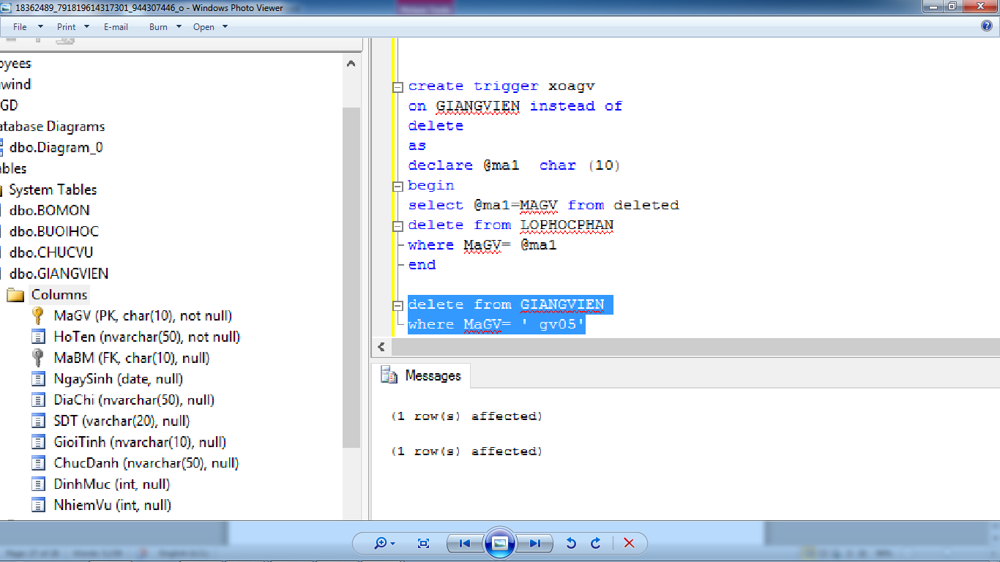 18362489_791819614317301_944307446_o - Windows Photo Viewer
File Print E-mail Burn Open
oyees
wind
GD
atabase Diagrams
dbo.Diagram_0
ables
System Tables
dbo.BOMON
dbo.BUOIHOC
dbo.CHUCVU
dbo.GIANGVIEN
Columns
MaGV (PK, char(10), not null)
HoTen (nvarchar(50), not null)
MaBM (FK, char(10), null)
NgaySinh (date, null)
DiaChi (nvarchar(50), null)
SDT (varchar(20), null)
GioiTinh (nvarchar(10), null)
ChucDanh (nvarchar(50), null)
DinhMuc (int, null)
NhiemVu (int, null)
create trigger xoagv
on GIANGVIEN instead of
delete
as
declare @ma1  char (10)
begin
select @ma1=MAGV from deleted
delete from LOPHOCPHAN
where MaGV= @ma1
end
delete from GIANGVIEN
where MaGV= ' gv05'
Messages
(1 row(s) affected)
(1 row(s) affected)